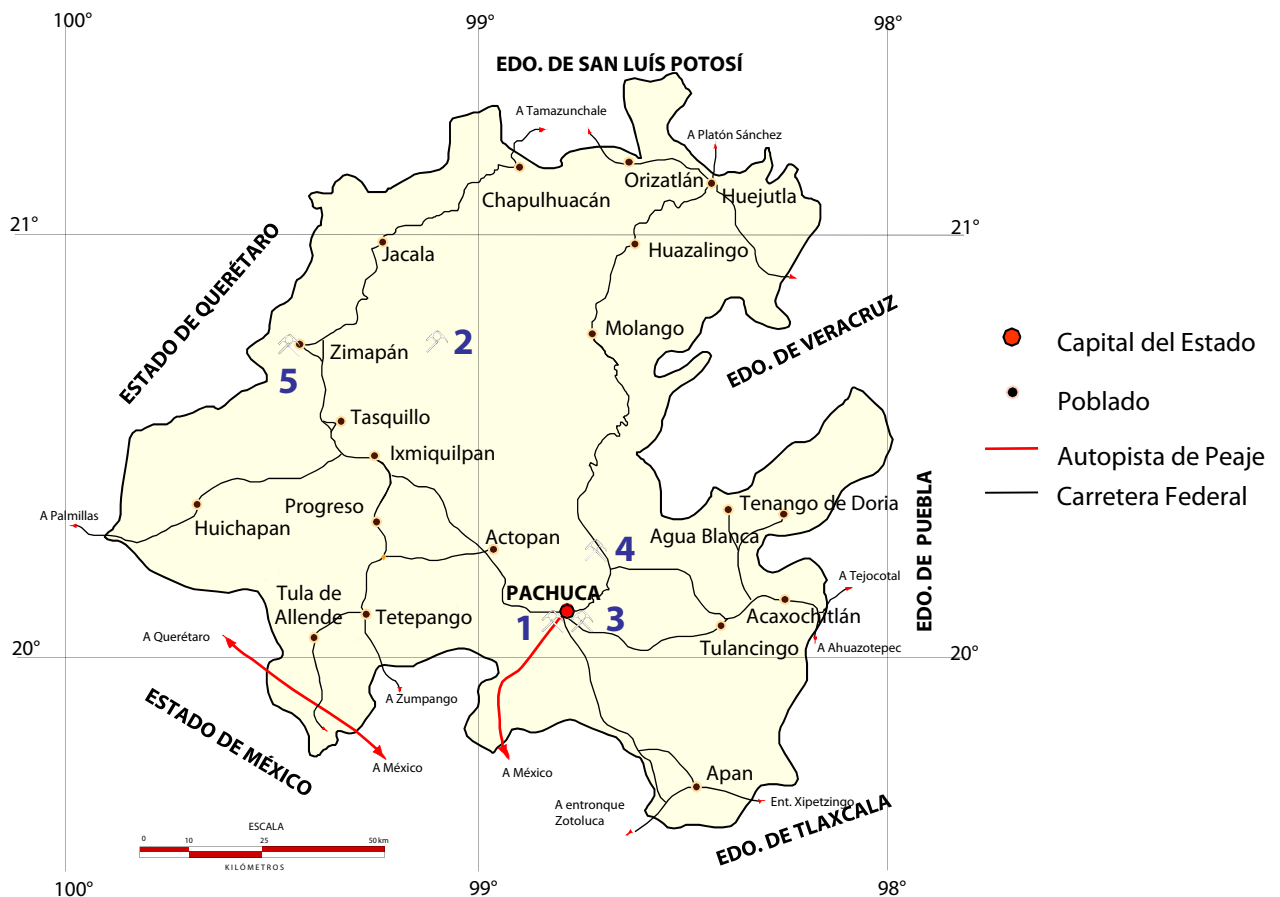 100°
99°
98°
EDO. DE SAN LUÍS POTOSÍ
A Tamazunchale
A Platón Sánchez
Orizatlán
Huejutla
Chapulhuacán
21°
21°
Jacala
Huazalingo
ESTADO DE QUERÉTARO
Molango
EDO. DE VERACRUZ
2
Zimapán
5
Capital del Estado
Poblado
Autopista de Peaje
Carretera Federal
Tasquillo
Ixmiquilpan
A Palmillas
Huichapan
Progreso
Actopan
Tenango de Doria
Agua Blanca
EDO. DE PUEBLA
4
A Tejocotal
Tula de
Allende
Tetepango
PACHUCA
1
3
Acaxochitlán
Tulancingo
A Ahuazotepec
A Querétaro
20°
20°
A Zumpango
ESTADO DE MÉXICO
A México
A México
Apan
A entronque
Zotoluca
Ent. Xipetzingo
EDO. DE TLAXCALA
ESCALA
0 10 25 50 km
KILÓMETROS
100°
99°
98°